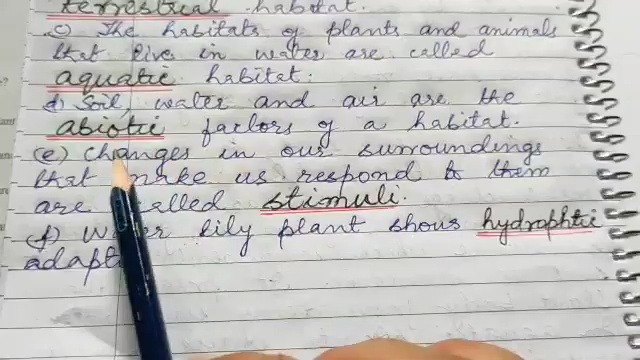 terrestrial habitat.
c) The habitats of plants and animals
that live in water are called
aquatic habitat.
d) Soil, water and air are the
abiotic factors of a habitat.
(e) Changes in our surroundings
that make us respond to them
are called stimuli.
(f) Water lily plant shous hydrophtic
adapt